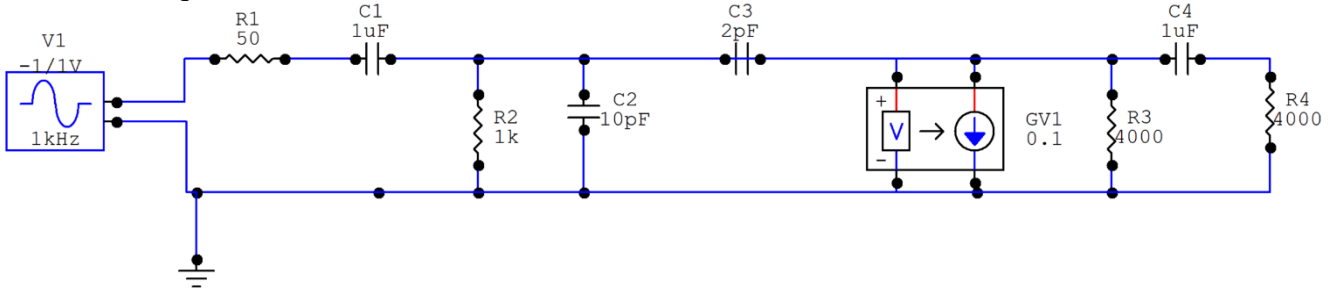 V1
-1/1V
1kHz
R1
50
C1
1uF
R2
1k
C2
10pF
C3
2pF
+
V
-
GV1
0.1
R3
4000
C4
1uF
R4
4000